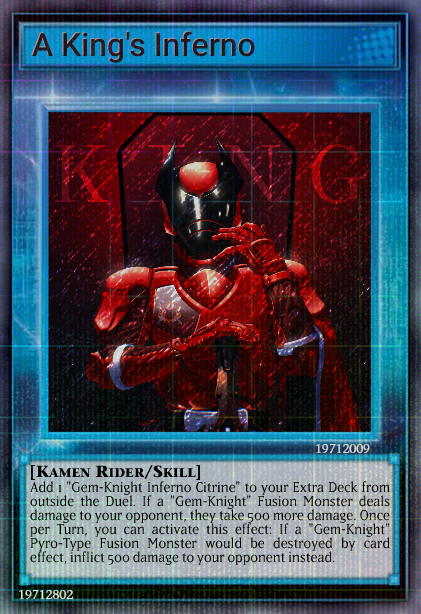 A King's Inferno
KING
19712009
[Kamen Rider/Skill]
Add 1 "Gem-Knight Inferno Citrine" to your Extra Deck from
outside the Duel. If a "Gem-Knight" Fusion Monster deals
damage to your opponent, they take 500 more damage. Once
per Turn, you can activate this effect: If a "Gem-Knight"
Pyro-Type Fusion Monster would be destroyed by card
effect, inflict 500 damage to your opponent instead.
19712802